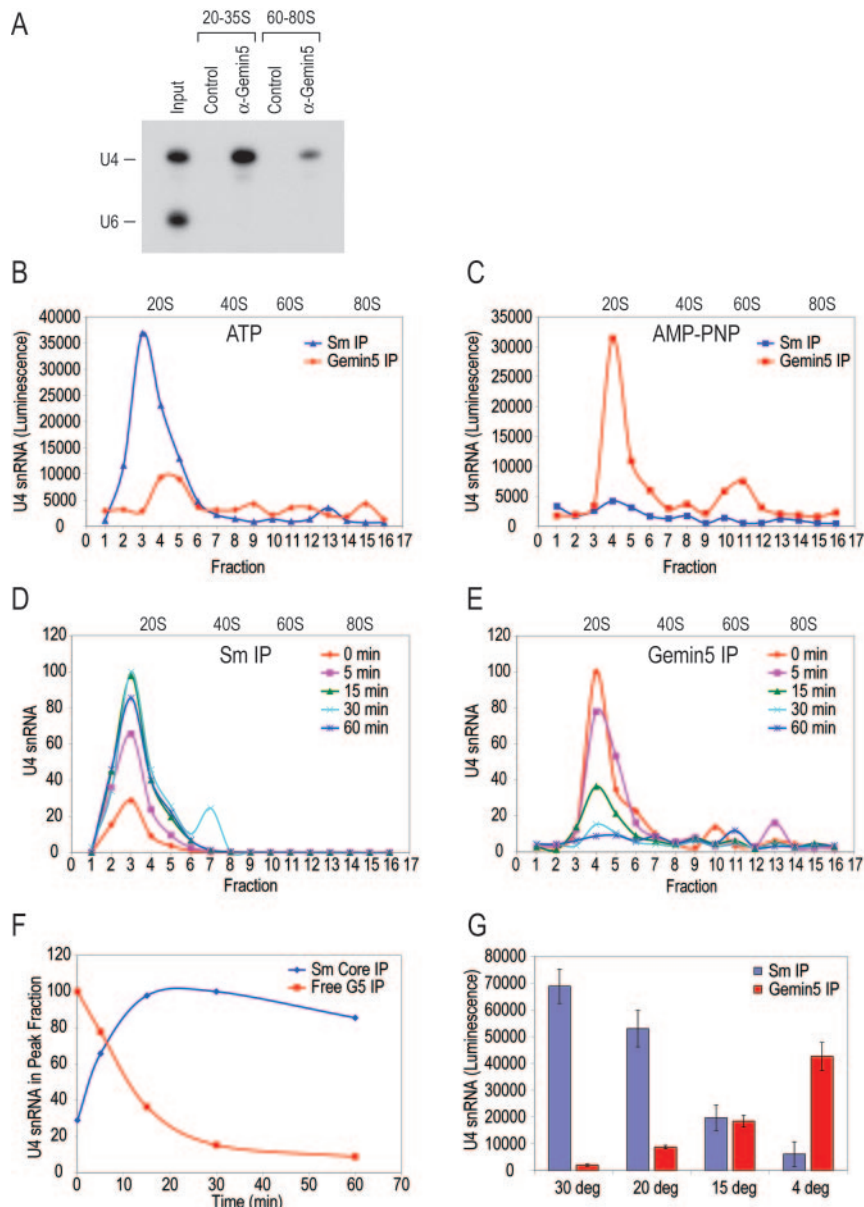 A
20-35S 60-80S
Input
Control
α-Gemin5
Control
α-Gemin5
U4 –
U6 –
B
20S 40S 60S 80S
ATP
Sm IP
Gemin5 IP
U4 snRNA (Luminescence)
40000
35000
30000
25000
20000
15000
10000
5000
0
0 1 2 3 4 5 6 7 8 9 10 11 12 13 14 15 16 17
Fraction
C
20S 40S 60S 80S
AMP-PNP
Sm IP
Gemin5 IP
U4 snRNA (Luminescence)
35000
30000
25000
20000
15000
10000
5000
0
0 1 2 3 4 5 6 7 8 9 10 11 12 13 14 15 16 17
Fraction
D
20S 40S 60S 80S
Sm IP
0 min
5 min
15 min
30 min
60 min
U4 snRNA
120
100
80
60
40
20
0
0 1 2 3 4 5 6 7 8 9 10 11 12 13 14 15 16 17
Fraction
E
20S 40S 60S 80S
Gemin5 IP
0 min
5 min
15 min
30 min
60 min
U4 snRNA
120
100
80
60
40
20
0
0 1 2 3 4 5 6 7 8 9 10 11 12 13 14 15 16 17
Fraction
F
Sm Core IP
Free G5 IP
U4 snRNA in Peak Fraction
120
100
80
60
40
20
0
0 10 20 30 40 50 60 70
Time (min)
G
Sm IP
Gemin5 IP
U4 snRNA (Luminescence)
80000
70000
60000
50000
40000
30000
20000
10000
0
30 deg 20 deg 15 deg 4 deg